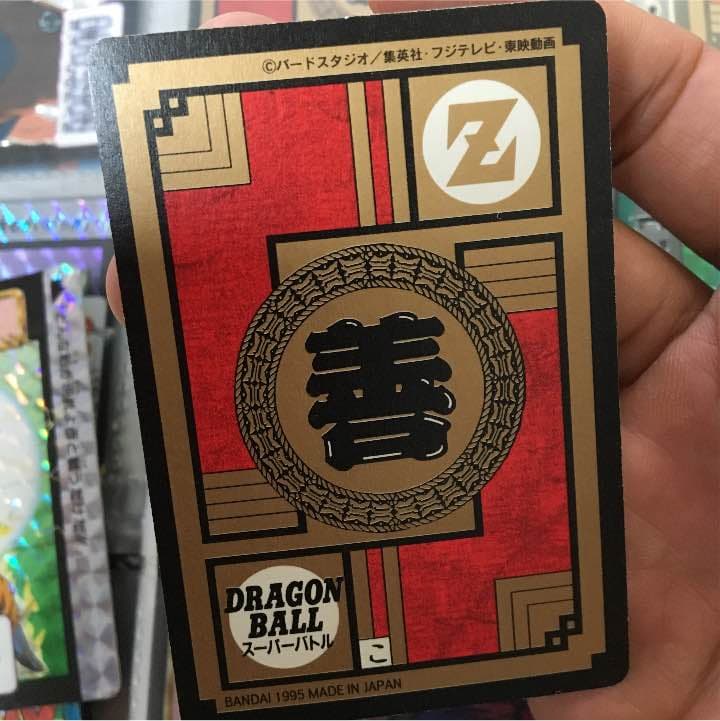 ©バードスタジオ／集英社・フジテレビ・東映動画
Z
善
DRAGON
BALL
スーパーバトル
こ
BANDAI 1995 MADE IN JAPAN